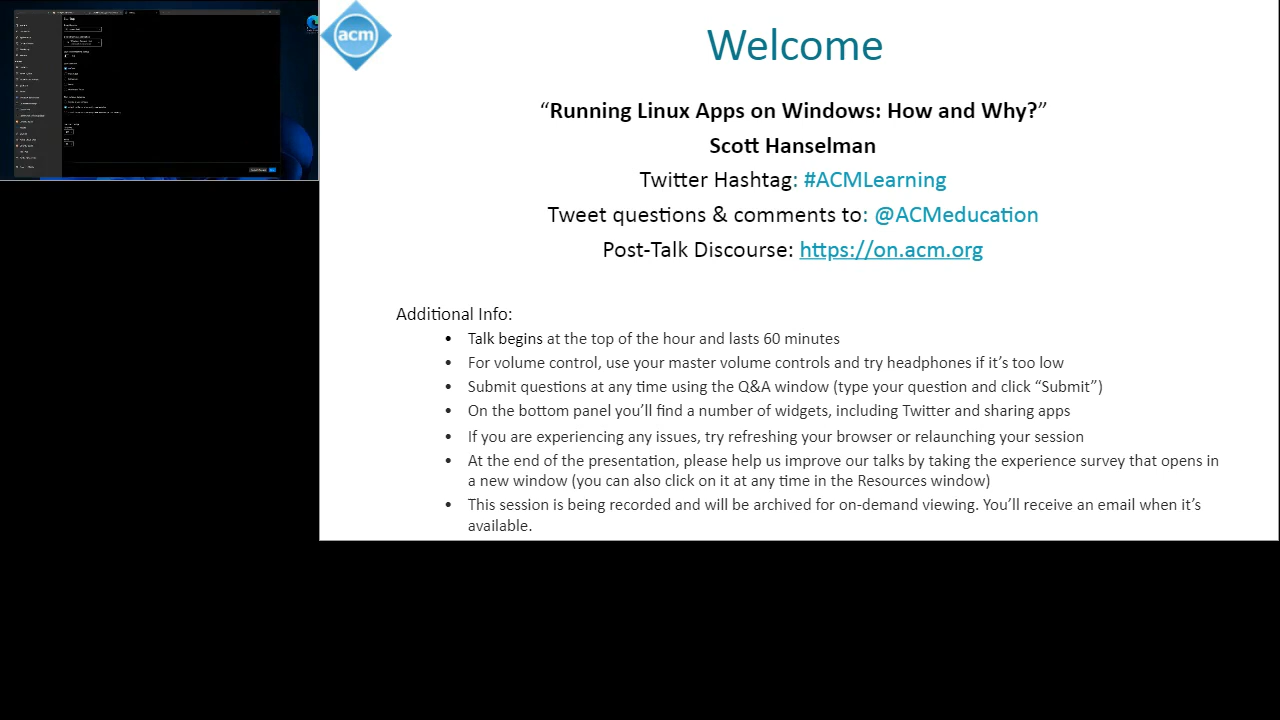 acm
Welcome
“Running Linux Apps on Windows: How and Why?”
Scott Hanselman
Twitter Hashtag: #ACMLearning
Tweet questions & comments to: @ACMeducation
Post-Talk Discourse: https://on.acm.org
Additional Info:
• Talk begins at the top of the hour and lasts 60 minutes
• For volume control, use your master volume controls and try headphones if it’s too low
• Submit questions at any time using the Q&A window (type your question and click “Submit”)
• On the bottom panel you’ll find a number of widgets, including Twitter and sharing apps
• If you are experiencing any issues, try refreshing your browser or relaunching your session
• At the end of the presentation, please help us improve our talks by taking the experience survey that opens in
a new window (you can also click on it at any time in the Resources window)
• This session is being recorded and will be archived for on-demand viewing. You’ll receive an email when it’s
available.